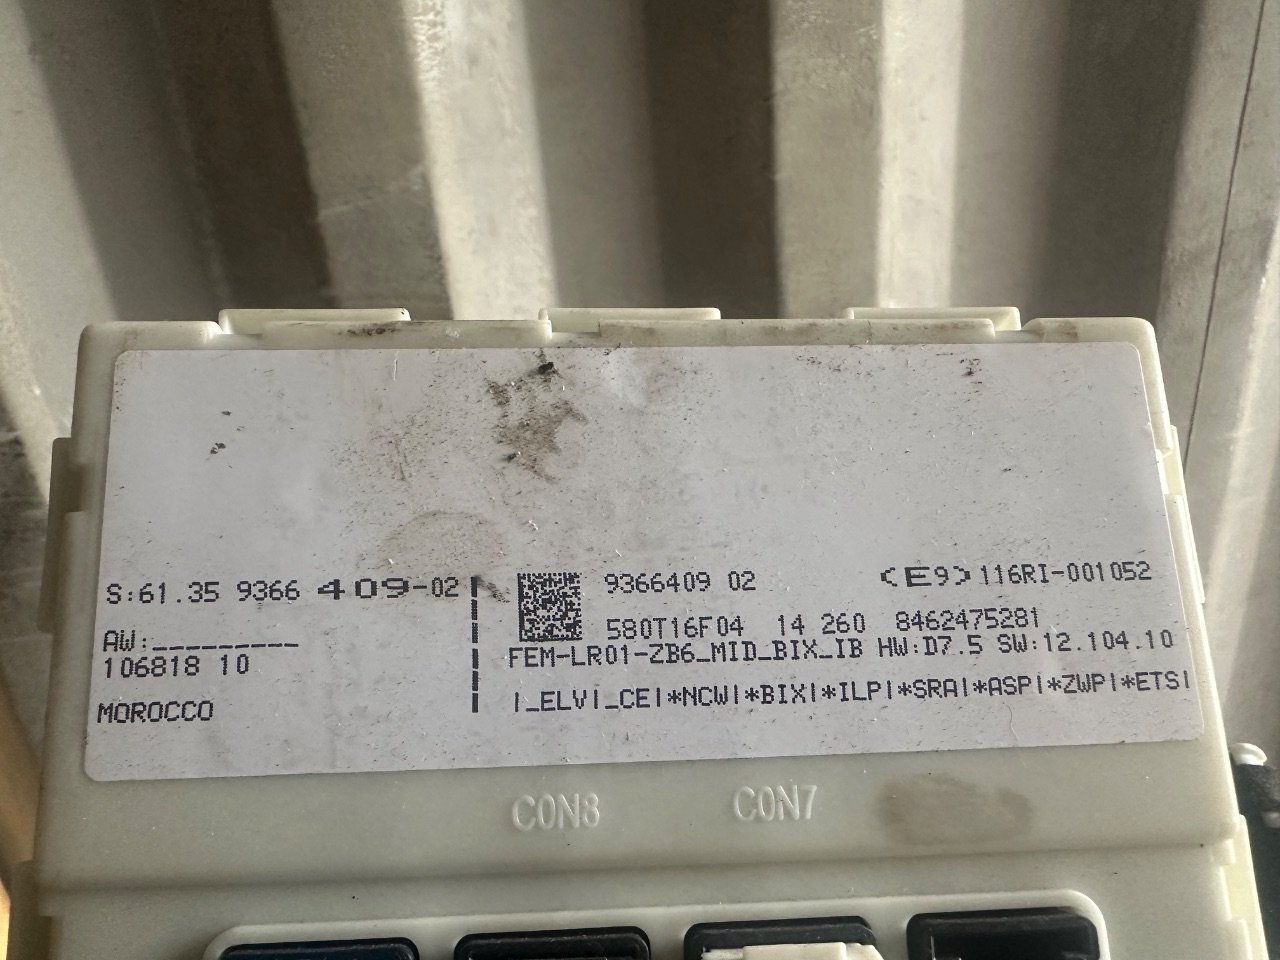 S:61.35 9366 409-02
AW:_________
106818 10
MOROCCO
9366409 02
<E9>116RI-001052
580T16F04 14 260 8462475281
FEM-LR01-ZB6_MID_BIX_IB HW:D7.5 SW:12.104.10
|_ELV|_CE|*NCW|*BIX|*ILP|*SRA|*ASP|*ZWP|*ETS|
CON8
CON7